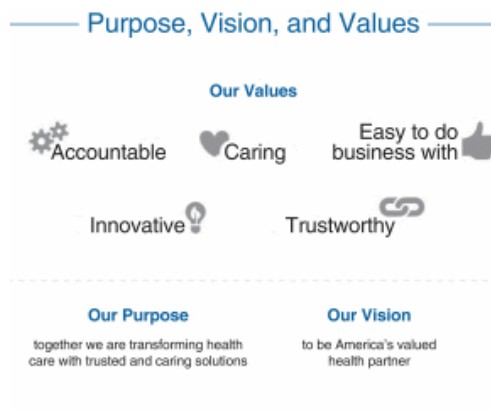 Purpose, Vision, and Values
Our Values
Accountable
Caring
Easy to do
business with
Innovative
Trustworthy
Our Purpose
together we are transforming health
care with trusted and caring solutions
Our Vision
to be America's valued
health partner